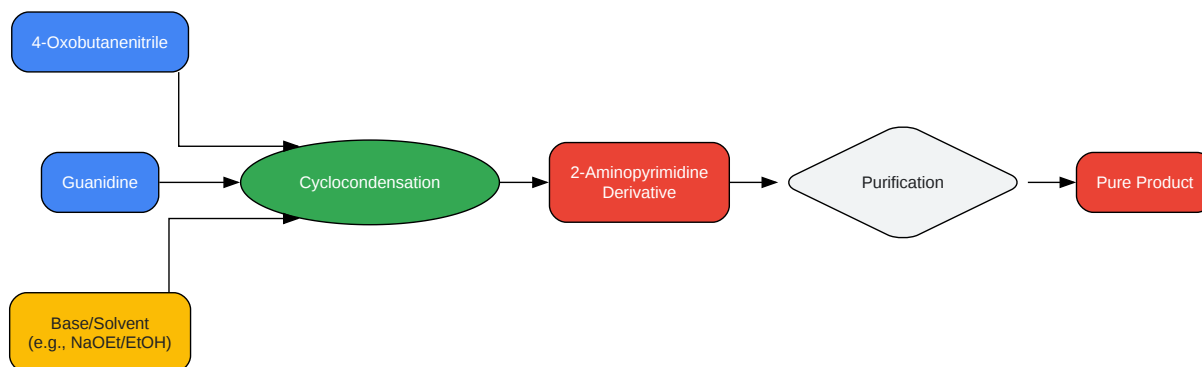 4-Oxobutanenitrile
Guanidine
Base/Solvent
(e.g., NaOEt/EtOH)
Cyclocondensation
2-Aminopyrimidine
Derivative
Purification
Pure Product